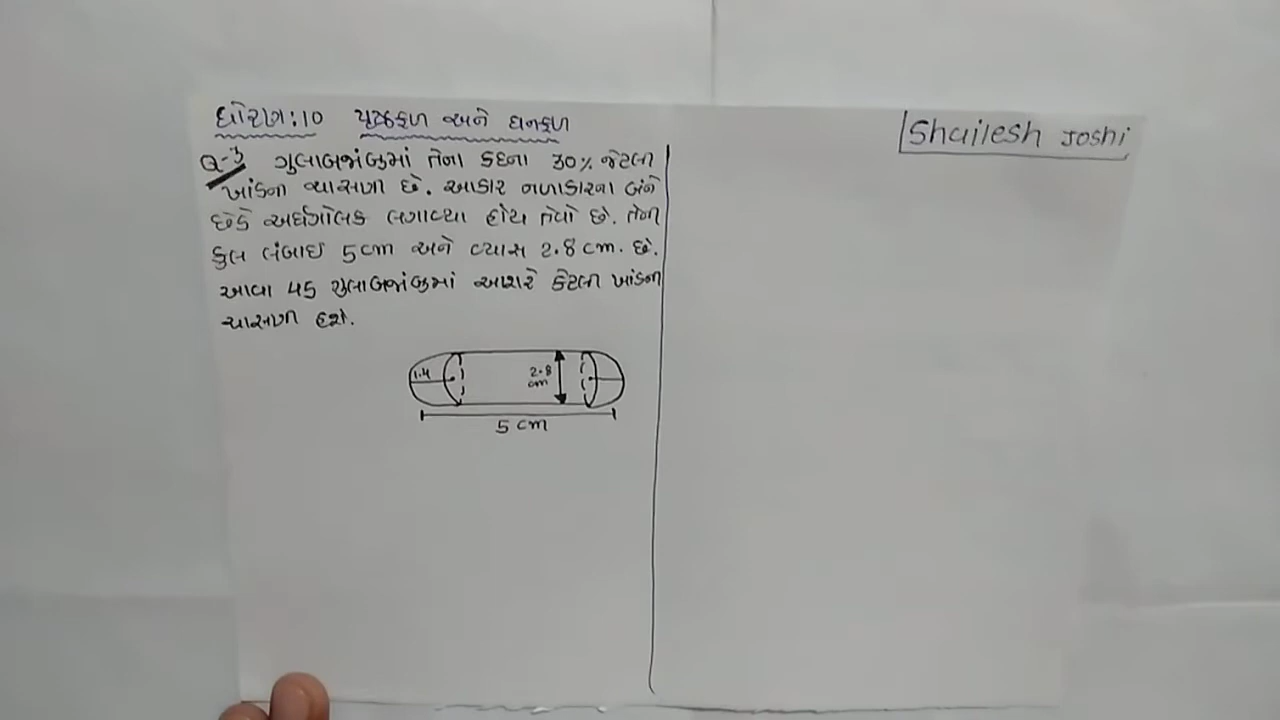 ધોરણ:10 પૃષ્ઠફળ અને ઘનફળ
Shailesh Joshi
Q-3 ગુલાબજાંબુમાં તેના કદના 30% જેટલી
ખાંડની ચાસણી છે. આકાર નળાકારના બંને
છેડે અર્ધગોલક લગાવ્યા હોય તેવો છે. તેની
કુલ લંબાઈ 5cm અને વ્યાસ 2.8 cm. છે.
આવા 45 ગુલાબજાંબુમાં આશરે કેટલી ખાંડની
ચાસણી હશે.
1.4
2.8
cm
5 cm